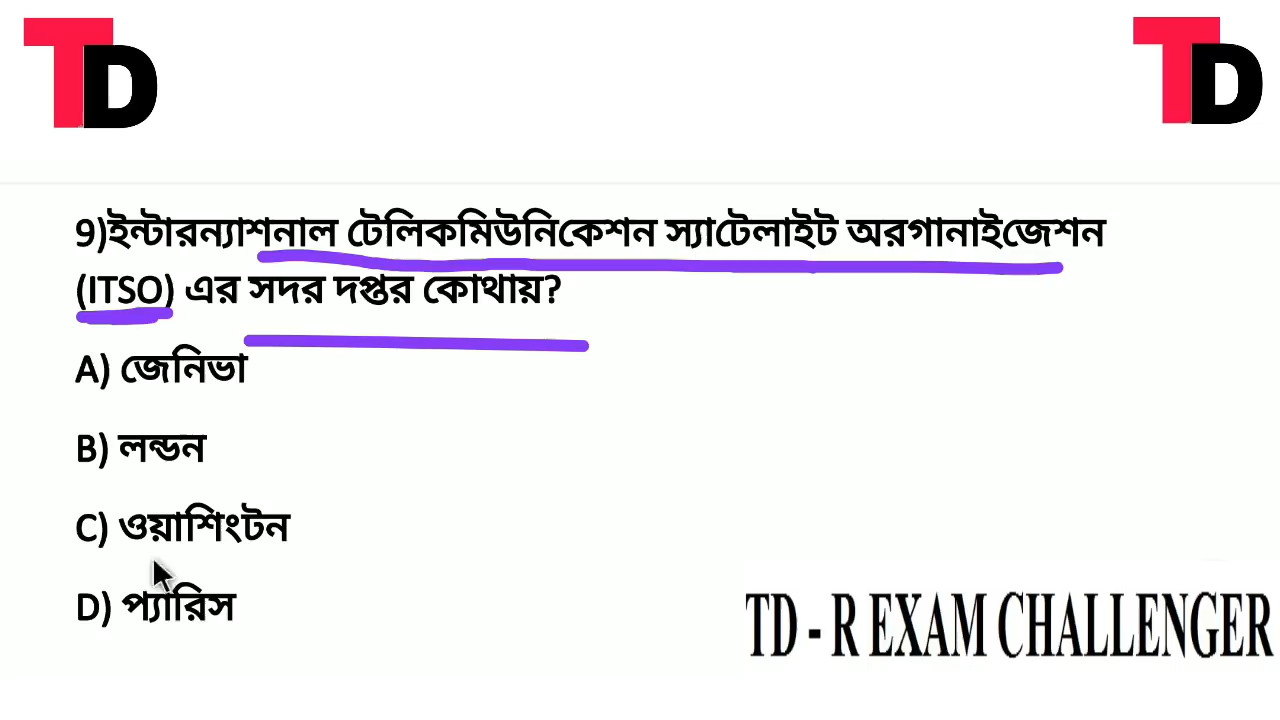 TD
TD
9)ইন্টারন্যাশনাল টেলিকমিউনিকেশন স্যাটেলাইট অরগানাইজেশন
(ITSO) এর সদর দপ্তর কোথায়?
A) জেনিভা
B) লন্ডন
C) ওয়াশিংটন
D) প্যারিস
TD - R EXAM CHALLENGER